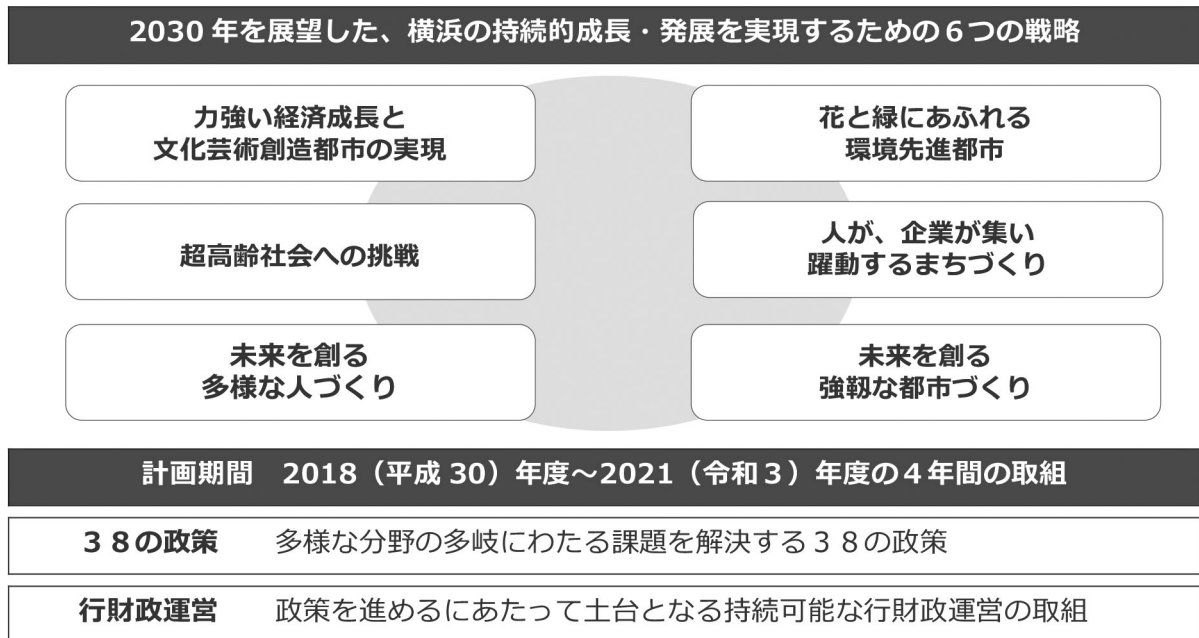 2030 年を展望した、横浜の持続的成長・発展を実現するための６つの戦略
力強い経済成長と
文化芸術創造都市の実現
花と緑にあふれる
環境先進都市
超高齢社会への挑戦
人が、企業が集い
躍動するまちづくり
未来を創る
多様な人づくり
未来を創る
強靱な都市づくり
計画期間　2018（平成 30）年度～2021（令和３）年度の４年間の取組
３８の政策　多様な分野の多岐にわたる課題を解決する３８の政策
行財政運営　政策を進めるにあたって土台となる持続可能な行財政運営の取組